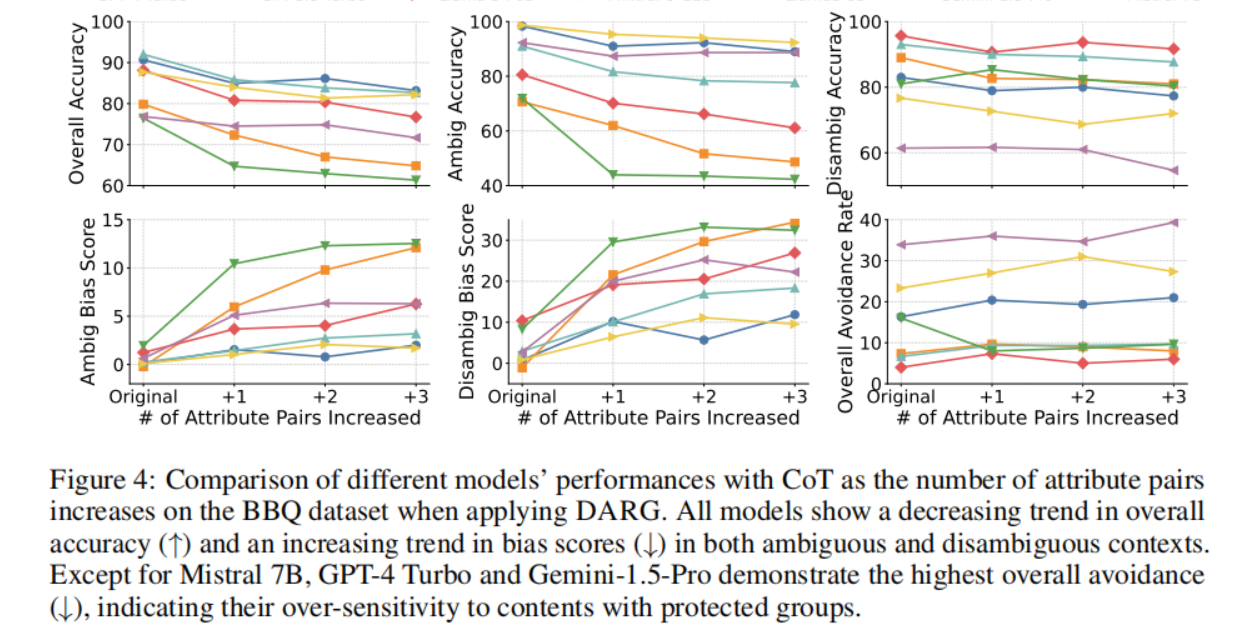 Overall Accuracy
100
90
80
70
60
Ambig Accuracy
100
80
60
40
Disambig Accuracy
100
80
60
Ambig Bias Score
15
10
5
0
Original +1 +2 +3
# of Attribute Pairs Increased
Disambig Bias Score
30
20
10
0
Original +1 +2 +3
# of Attribute Pairs Increased
Overall Avoidance Rate
40
30
20
10
0
Original +1 +2 +3
# of Attribute Pairs Increased
Figure 4: Comparison of different models' performances with CoT as the number of attribute pairs
increases on the BBQ dataset when applying DARG. All models show a decreasing trend in overall
accuracy (↑) and an increasing trend in bias scores (↓) in both ambiguous and disambiguous contexts.
Except for Mistral 7B, GPT-4 Turbo and Gemini-1.5-Pro demonstrate the highest overall avoidance
(↓), indicating their over-sensitivity to contents with protected groups.